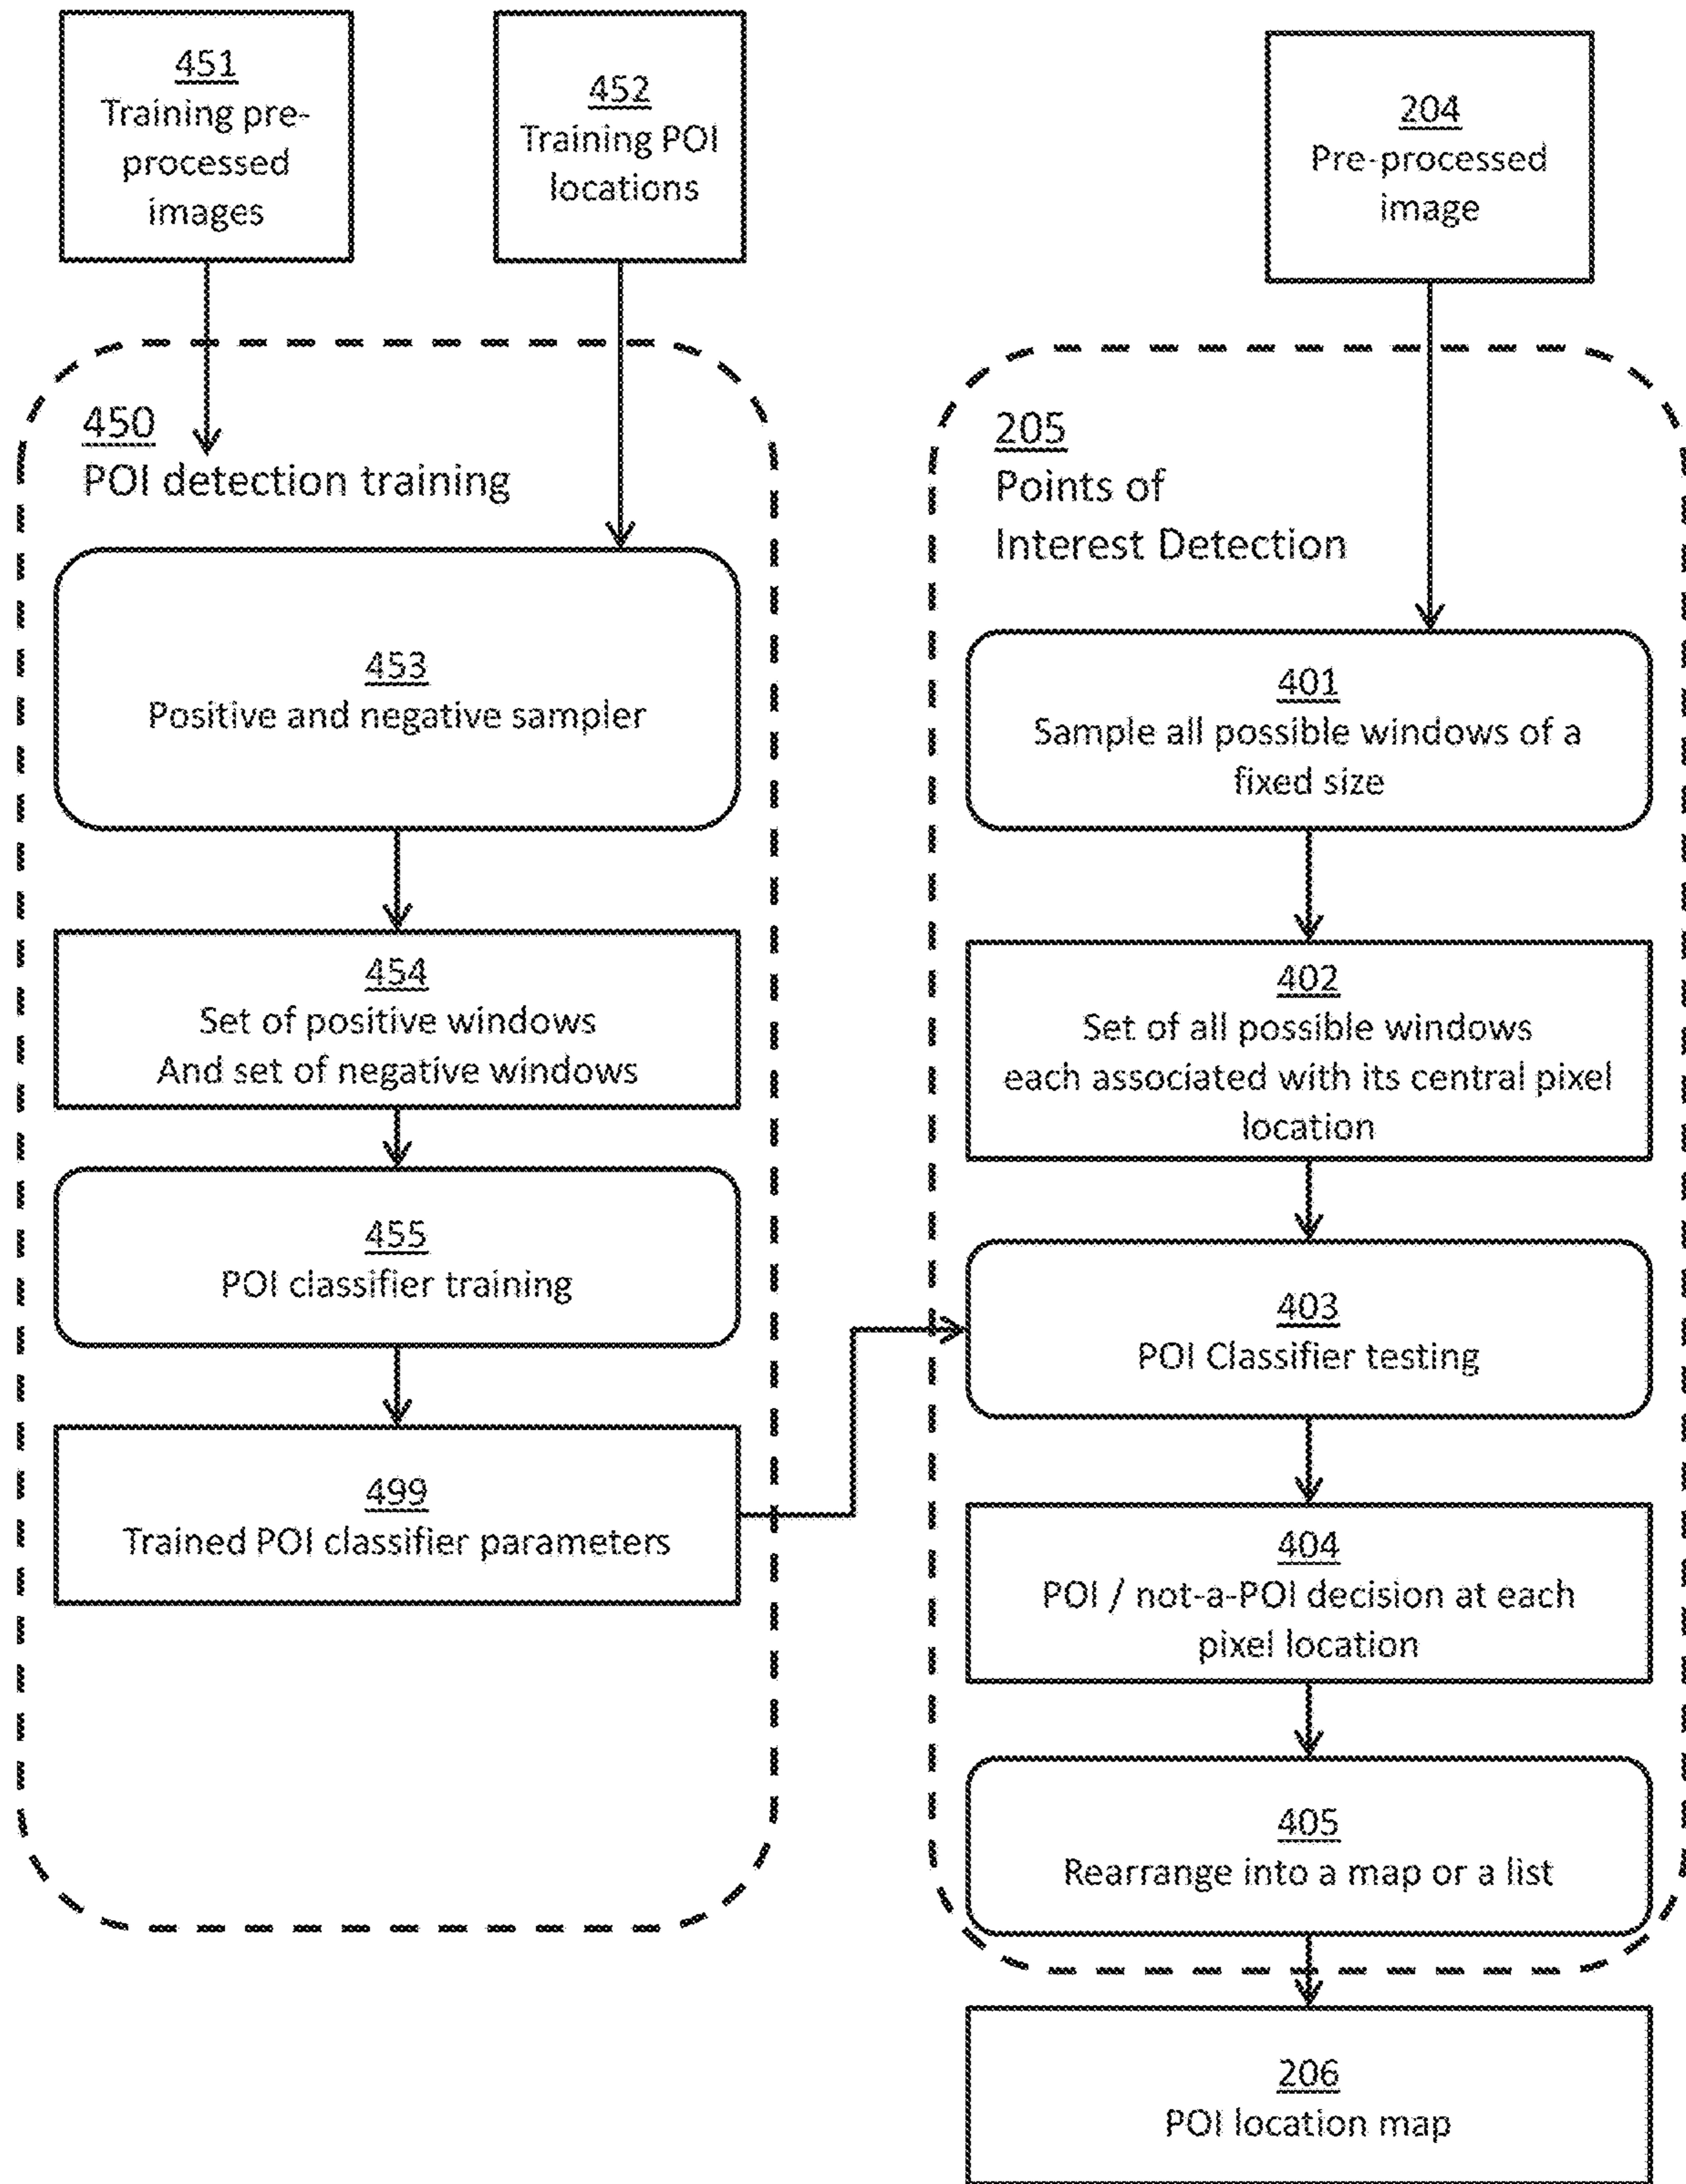 451
Training pre-
processed
images
452
Training POI
locations
204
Pre-processed
image
450
POI detection training
453
Positive and negative sampler
454
Set of positive windows
And set of negative windows
455
POI classifier training
499
Trained POI classifier parameters
205
Points of
Interest Detection
401
Sample all possible windows of a
fixed size
402
Set of all possible windows
each associated with its central pixel
location
403
POI Classifier testing
404
POI / not-a-POI decision at each
pixel location
405
Rearrange into a map or a list
206
POI location map